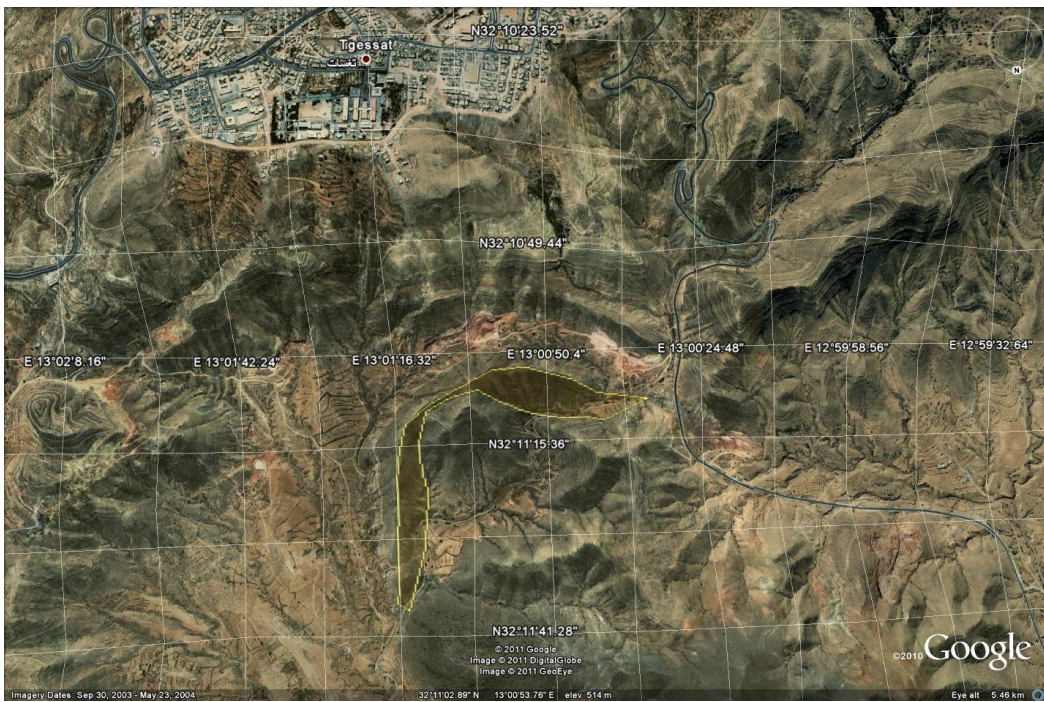 N32°10'23.52"
Tgessat
تغسات
N
N32°10'49.44"
E 13°02'8.16"
E 13°01'42.24"
E 13°01'16.32"
E 13°00'50.4"
E 13°00'24.48"
E 12°59'58.56"
E 12°59'32.64"
N32°11'15.36"
N32°11'41.28"
© 2011 Google
Image © 2011 DigitalGlobe
Image © 2011 GeoEye
©2010 Google
Imagery Dates: Sep 30, 2003 - May 23, 2004
32°11'02.89" N 13°00'53.76" E elev 514 m
Eye alt 5.46 km